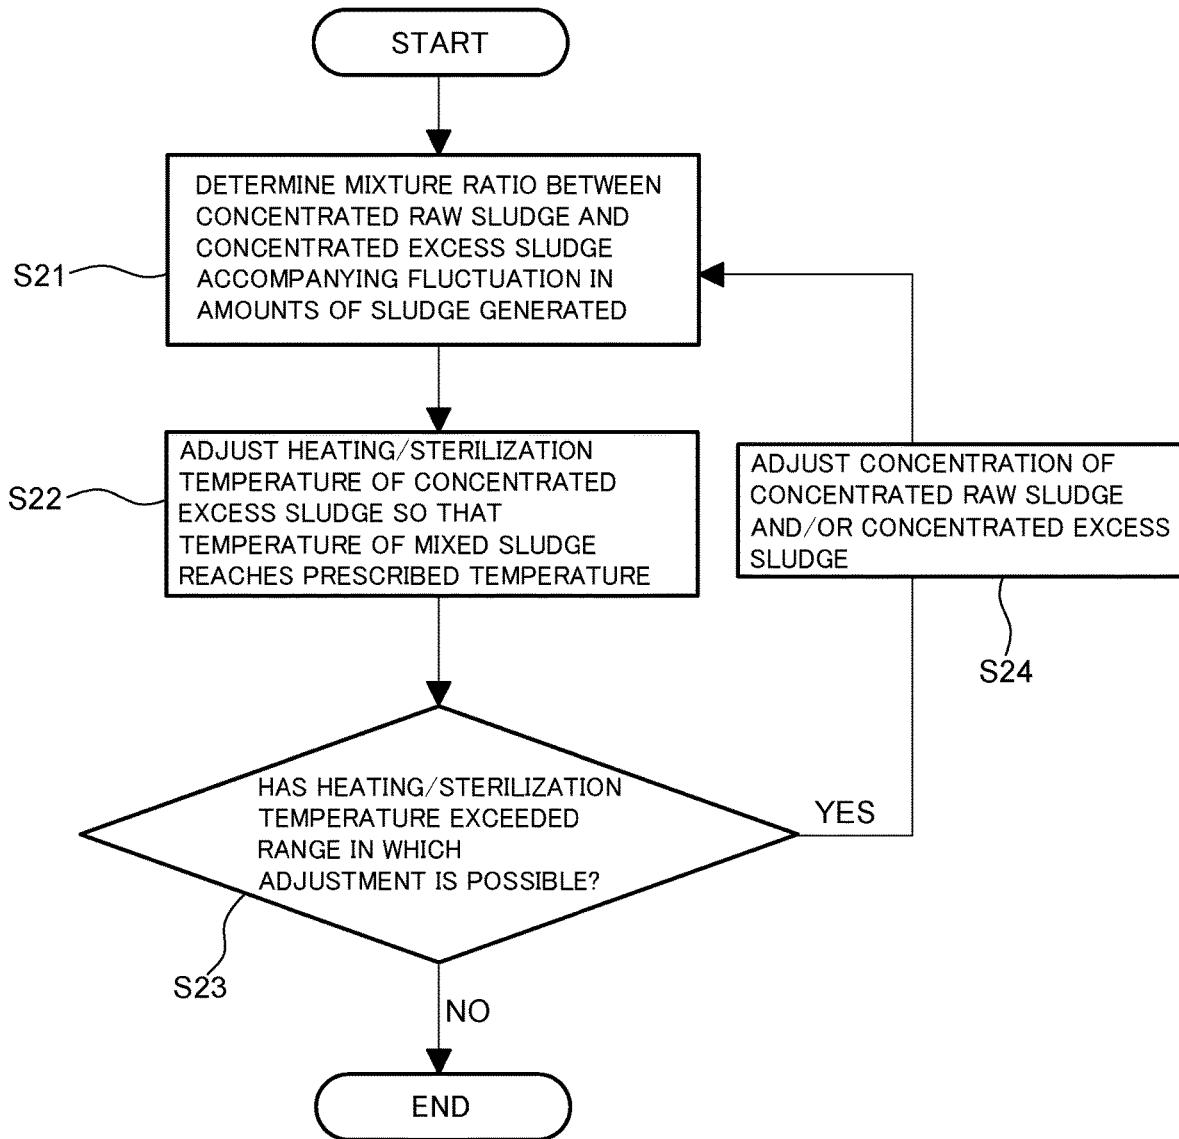 START
DETERMINE MIXTURE RATIO BETWEEN
CONCENTRATED RAW SLUDGE AND
CONCENTRATED EXCESS SLUDGE
ACCOMPANYING FLUCTUATION IN
AMOUNTS OF SLUDGE GENERATED
S21
ADJUST HEATING/STERILIZATION
TEMPERATURE OF CONCENTRATED
EXCESS SLUDGE SO THAT
TEMPERATURE OF MIXED SLUDGE
REACHES PRESCRIBED TEMPERATURE
S22
ADJUST CONCENTRATION OF
CONCENTRATED RAW SLUDGE
AND/OR CONCENTRATED EXCESS
SLUDGE
S24
HAS HEATING/STERILIZATION
TEMPERATURE EXCEEDED
RANGE IN WHICH
ADJUSTMENT IS POSSIBLE?
YES
S23
NO
END